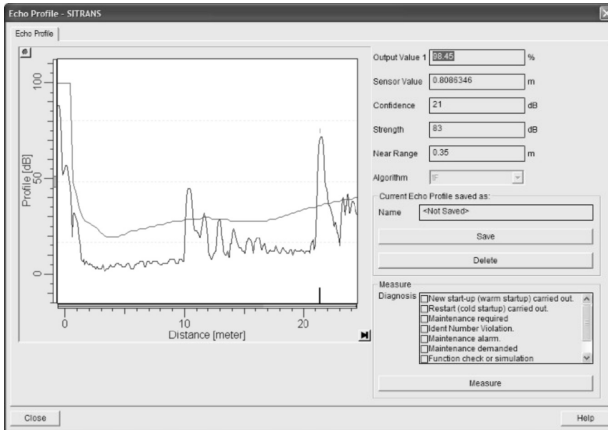 Echo Profile - SITRANS
Echo Profile
Output Value 1 98.45 %
Sensor Value 0.8086346 m
Confidence 21 dB
Strength 83 dB
Near Range 0.35 m
Algorithm tF
Current Echo Profile saved as:
Name <Not Saved>
Save
Delete
Measure
Diagnosis
New start-up (warm startup) carried out.
Restart (cold startup) carried out.
Maintenance required
Ident Number Violation.
Maintenance alarm.
Maintenance demanded
Function check or simulation
Measure
Profile [dB]
100
50
0
0 10 20
Distance [meter]
Close
Help